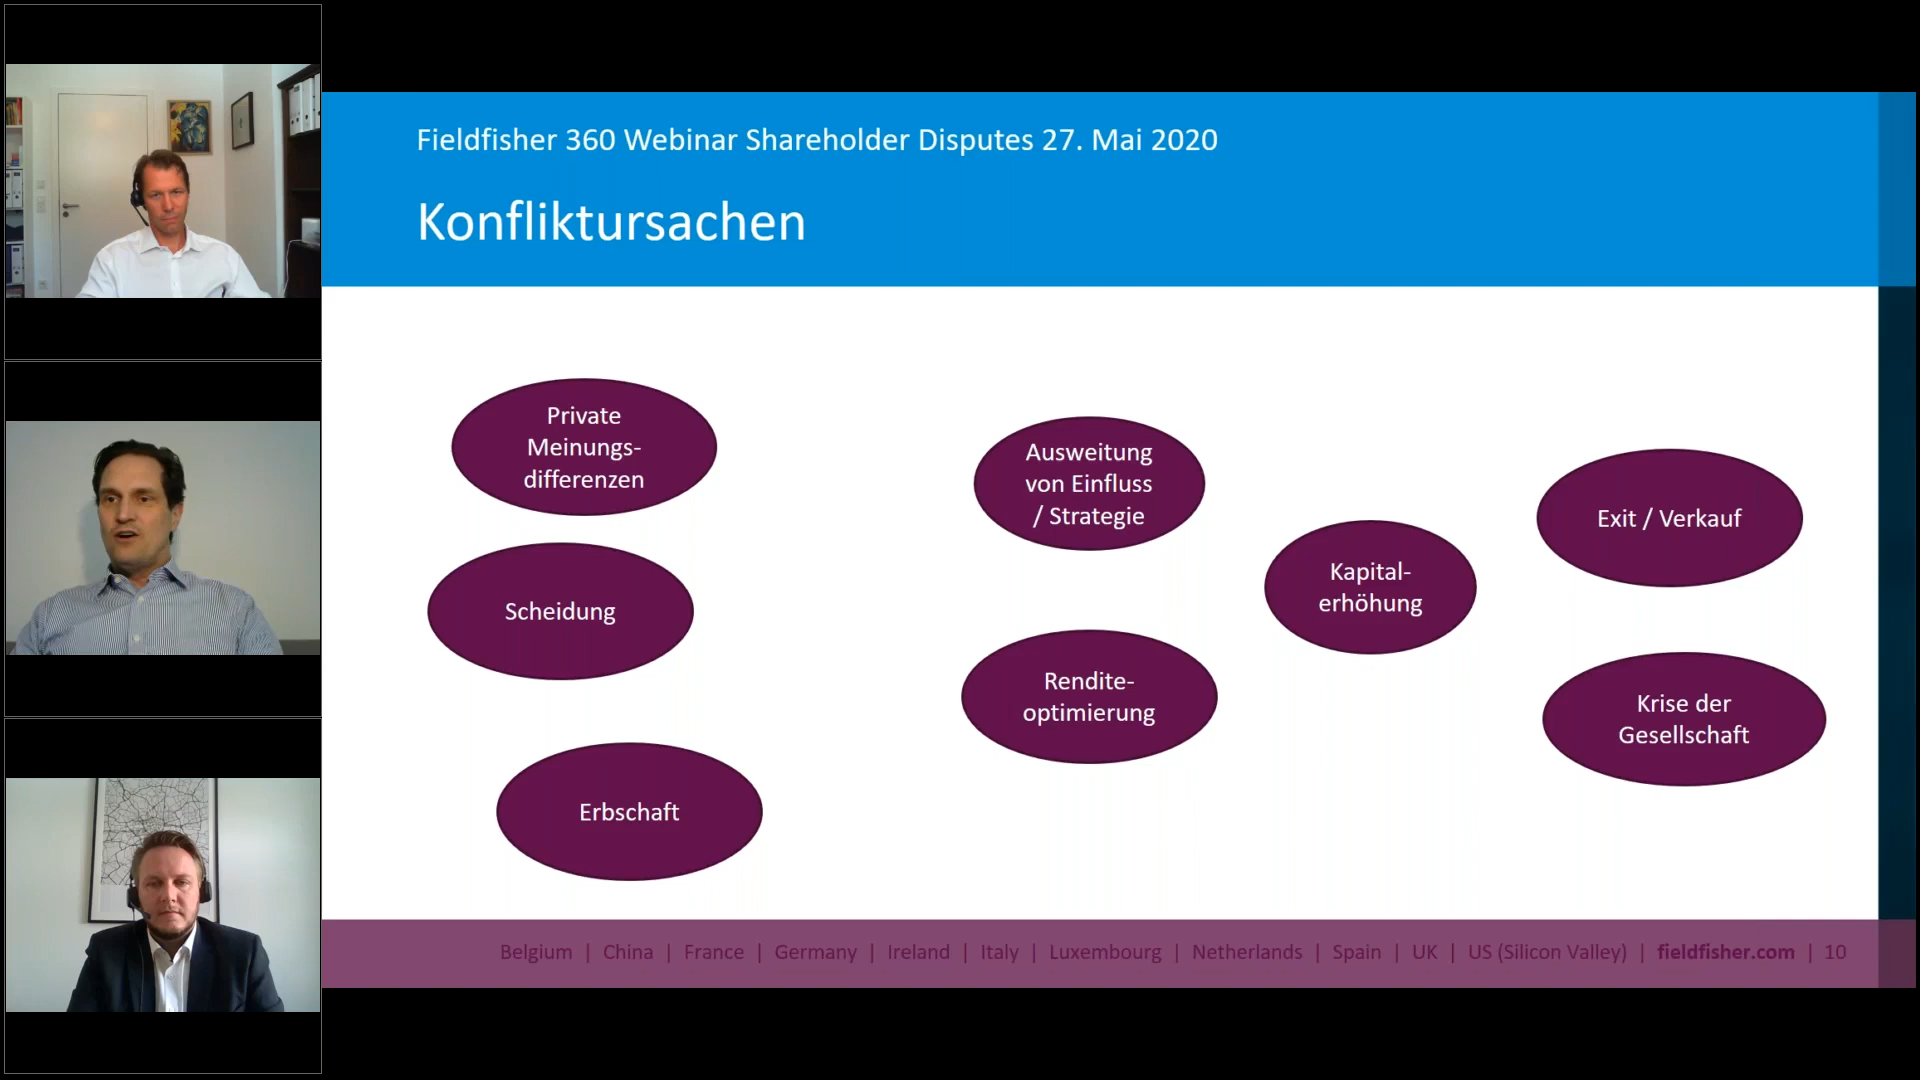 Fieldfisher 360 Webinar Shareholder Disputes 27. Mai 2020
Konfliktursachen
Private
Meinungs-
differenzen
Scheidung
Erbschaft
Ausweitung
von Einfluss
/ Strategie
Rendite-
optimierung
Kapital-
erhöhung
Exit / Verkauf
Krise der
Gesellschaft
Belgium | China | France | Germany | Ireland | Italy | Luxembourg | Netherlands | Spain | UK | US (Silicon Valley) | fieldfisher.com | 10